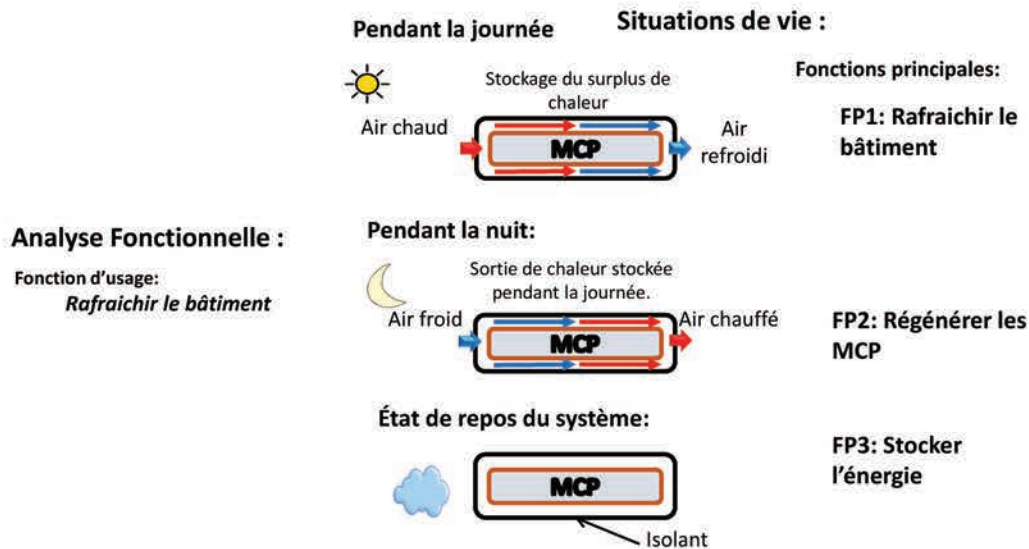 Situations de vie :
Pendant la journée
Fonctions principales:
Stockage du surplus de
chaleur
Air chaud
MCP
Air
refroidi
FP1: Rafraichir le
bâtiment
Analyse Fonctionnelle :
Fonction d'usage:
Rafraichir le bâtiment
Pendant la nuit:
Sortie de chaleur stockée
pendant la journée.
Air froid
MCP
Air chauffé
FP2: Régénérer les
MCP
État de repos du système:
MCP
Isolant
FP3: Stocker
l'énergie